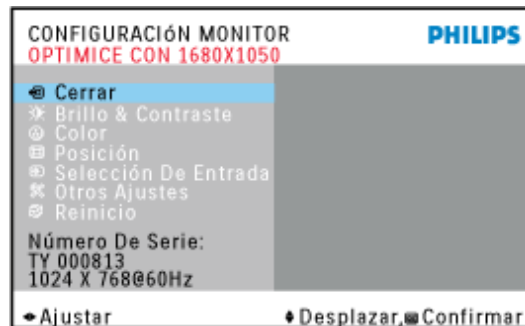 CONFIGURACIóN MONITOR
PHILIPS
OPTIMICE CON 1680X1050
Cerrar
Brillo & Contraste
Color
Posición
Selección De Entrada
Otros Ajustes
Reinicio
Número De Serie:
TY 000813
1024 X 768@60Hz
Ajustar
Desplazar, Confirmar